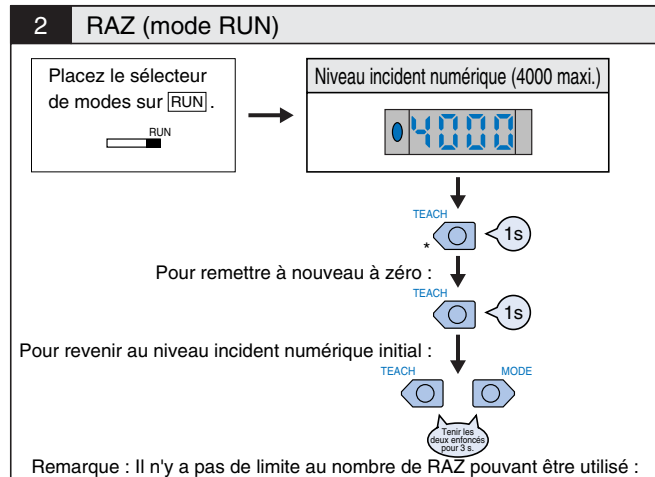 2 RAZ (mode RUN)
Placez le sélecteur
de modes sur RUN.
RUN
Niveau incident numérique (4000 maxi.)
4000
TEACH
* 1s
Pour remettre à nouveau à zéro :
TEACH
1s
Pour revenir au niveau incident numérique initial :
TEACH MODE
Tenir les
deux enfoncés
pour 3 s.
Remarque : Il n'y a pas de limite au nombre de RAZ pouvant être utilisé :